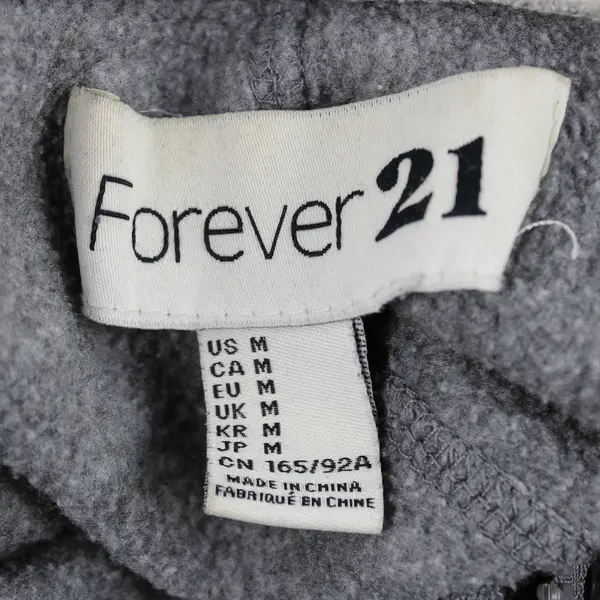 Forever 21
US M
CA M
EU M
UK M
KR M
JP M
CN 165/92A
MADE IN CHINA
FABRIQUÉ EN CHINE